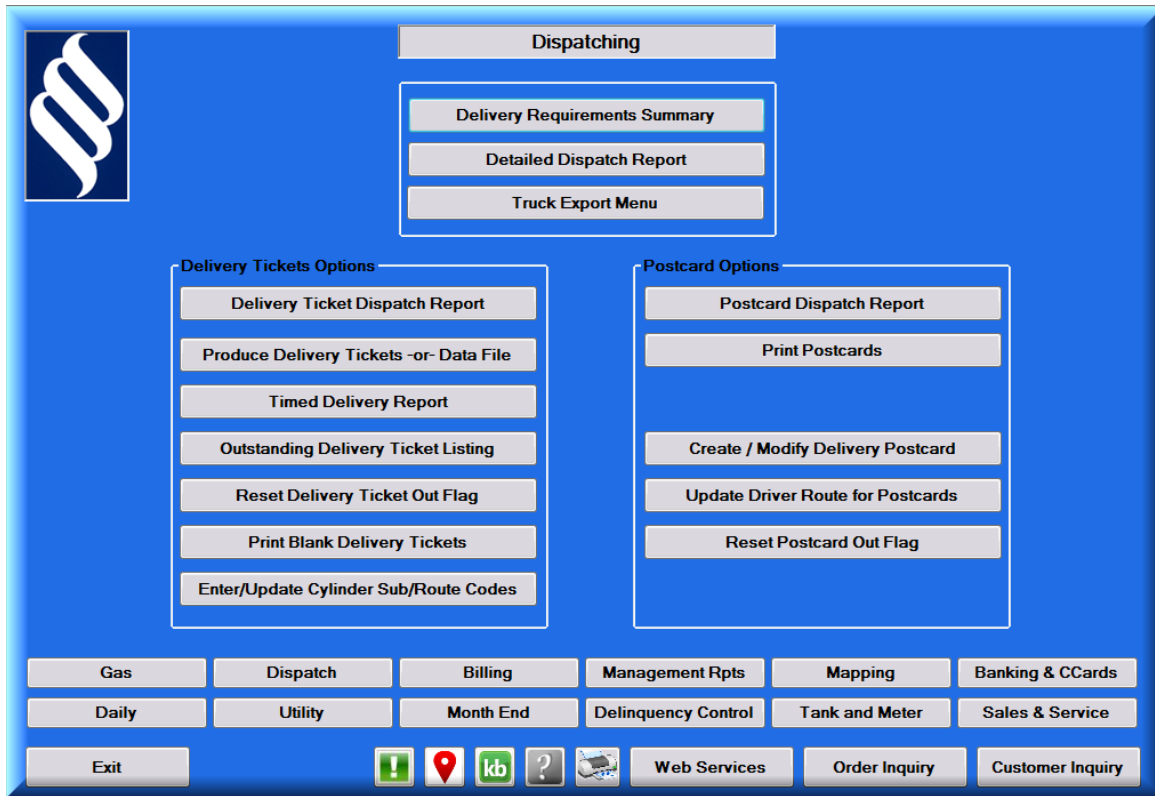 Dispatching
Delivery Requirements Summary
Detailed Dispatch Report
Truck Export Menu
Delivery Tickets Options
Delivery Ticket Dispatch Report
Produce Delivery Tickets -or- Data File
Timed Delivery Report
Outstanding Delivery Ticket Listing
Reset Delivery Ticket Out Flag
Print Blank Delivery Tickets
Enter/Update Cylinder Sub/Route Codes
Postcard Options
Postcard Dispatch Report
Print Postcards
Create / Modify Delivery Postcard
Update Driver Route for Postcards
Reset Postcard Out Flag
Gas Dispatch Billing Management Rpts Mapping Banking & CCards
Daily Utility Month End Delinquency Control Tank and Meter Sales & Service
Exit ! kb ? Web Services Order Inquiry Customer Inquiry